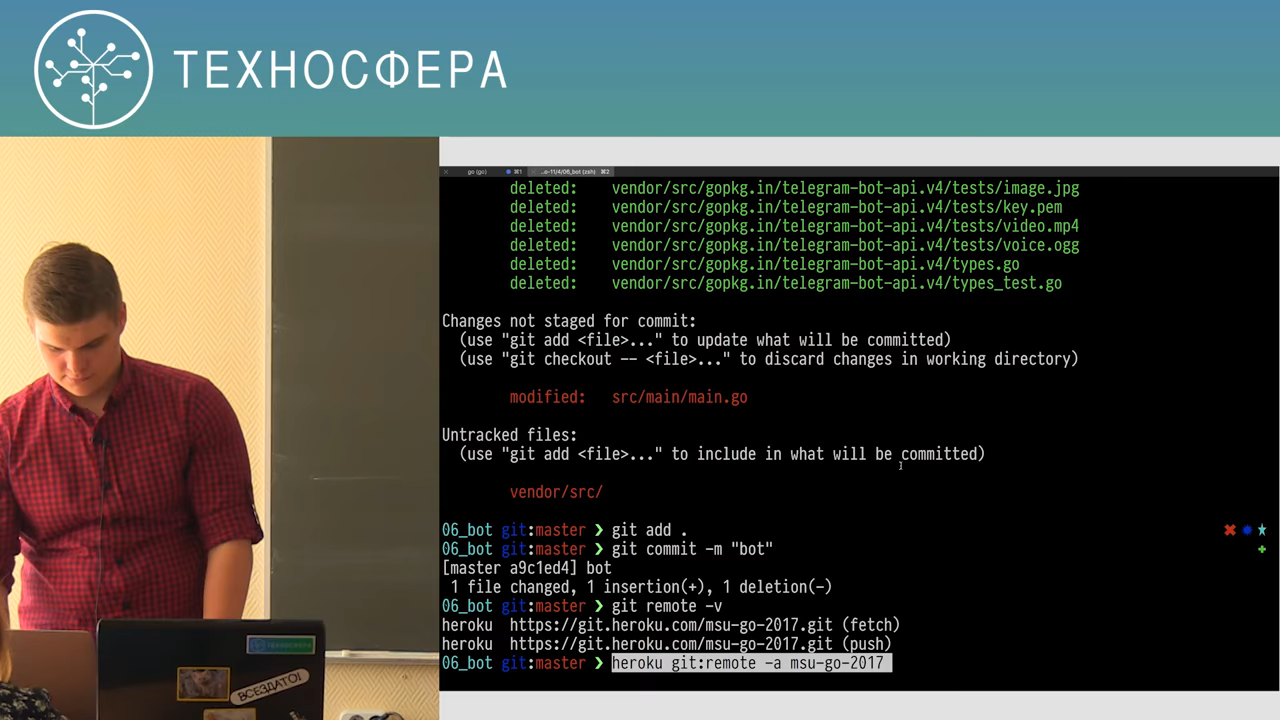 ТЕХНОСФЕРА
go (go) ⌘1 ..o-11/4/06_bot (zsh) ⌘2
deleted: vendor/src/gopkg.in/telegram-bot-api.v4/tests/image.jpg
deleted: vendor/src/gopkg.in/telegram-bot-api.v4/tests/key.pem
deleted: vendor/src/gopkg.in/telegram-bot-api.v4/tests/video.mp4
deleted: vendor/src/gopkg.in/telegram-bot-api.v4/tests/voice.ogg
deleted: vendor/src/gopkg.in/telegram-bot-api.v4/types.go
deleted: vendor/src/gopkg.in/telegram-bot-api.v4/types_test.go
Changes not staged for commit:
(use "git add <file>..." to update what will be committed)
(use "git checkout -- <file>..." to discard changes in working directory)
modified: src/main/main.go
Untracked files:
(use "git add <file>..." to include in what will be committed)
vendor/src/
06_bot git:master ❯ git add .
06_bot git:master ❯ git commit -m "bot"
[master a9c1ed4] bot
1 file changed, 1 insertion(+), 1 deletion(-)
06_bot git:master ❯ git remote -v
heroku https://git.heroku.com/msu-go-2017.git (fetch)
heroku https://git.heroku.com/msu-go-2017.git (push)
06_bot git:master ❯ heroku git:remote -a msu-go-2017
ТЕХНОСФЕРА
ВСЕЗДАТО!